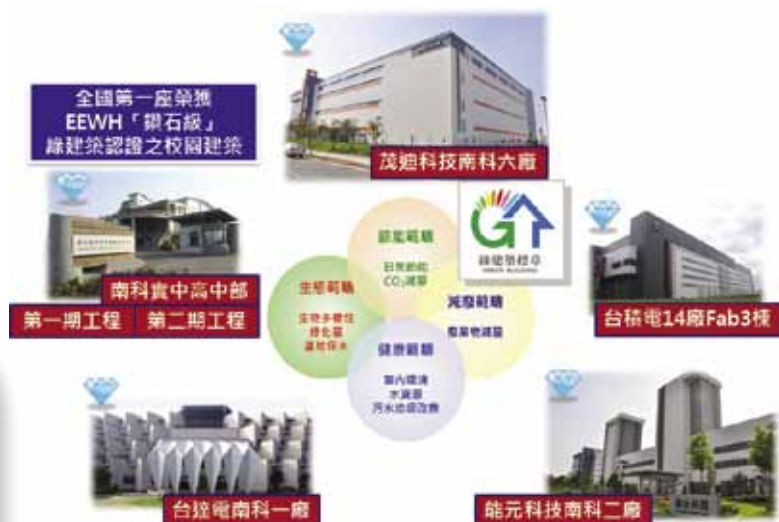 全國第一座榮獲
EEWH「鑽石級」
綠建築認證之校園建築
茂迪科技南科六廠
南科實中高中部
第一期工程
第二期工程
節能範疇
日常節能
CO₂減量
綠建築標章
GREEN BUILDING
生態範疇
生物多樣性
綠化量
基地保水
減廢範疇
廢棄物減量
台積電14廠Fab3棟
健康範疇
室內環境
水資源
污水垃圾改善
台達電南科一廠
能元科技南科二廠